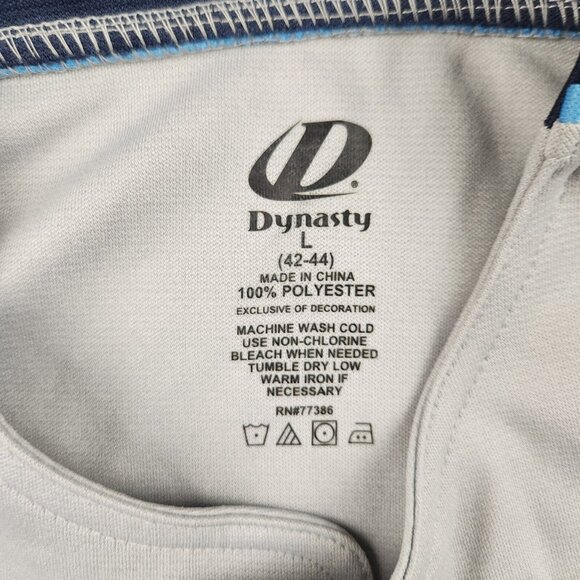 D®
Dynasty
L
(42-44)
MADE IN CHINA
100% POLYESTER
EXCLUSIVE OF DECORATION
MACHINE WASH COLD
USE NON-CHLORINE
BLEACH WHEN NEEDED
TUMBLE DRY LOW
WARM IRON IF
NECESSARY
RN#77386